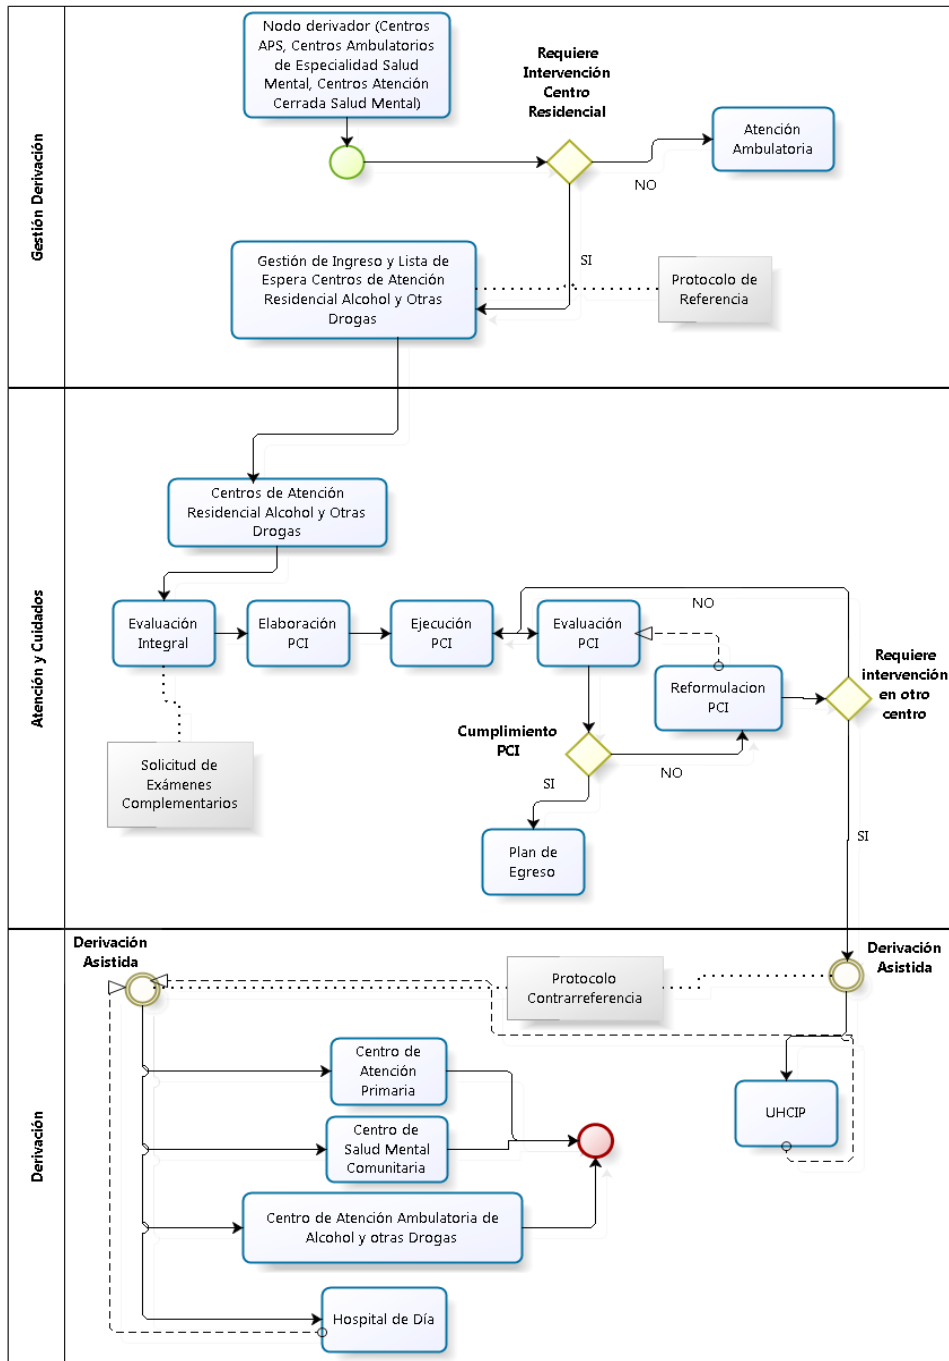 Gestión Derivación
Nodo derivador (Centros
APS, Centros Ambulatorios
de Especialidad Salud
Mental, Centros Atención
Cerrada Salud Mental)
Requiere
Intervención
Centro
Residencial
Atención
Ambulatoria
NO
SI
Gestión de Ingreso y Lista de
Espera Centros de Atención
Residencial Alcohol y Otras
Drogas
Protocolo de
Referencia
Atención y Cuidados
Centros de Atención
Residencial Alcohol y Otras
Drogas
Evaluación
Integral
Elaboración
PCI
Ejecución
PCI
Evaluación
PCI
NO
Reformulacion
PCI
Requiere
intervención
en otro
centro
Cumplimiento
PCI
NO
SI
Solicitud de
Exámenes
Complementarios
Plan de
Egreso
SI
Derivación
Derivación
Asistida
Protocolo
Contrarreferencia
Derivación
Asistida
Centro de
Atención
Primaria
UHCIP
Centro de
Salud Mental
Comunitaria
Centro de Atención Ambulatoria de
Alcohol y otras Drogas
Hospital de Día